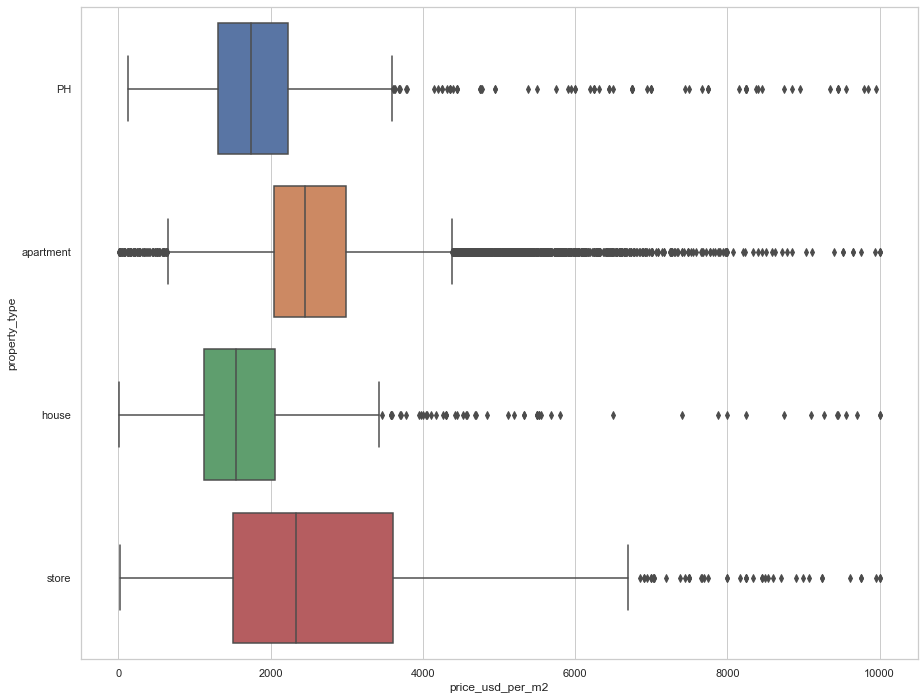 PH
apartment
house
store
property_type
0 2000 4000 6000 8000 10000
price_usd_per_m2